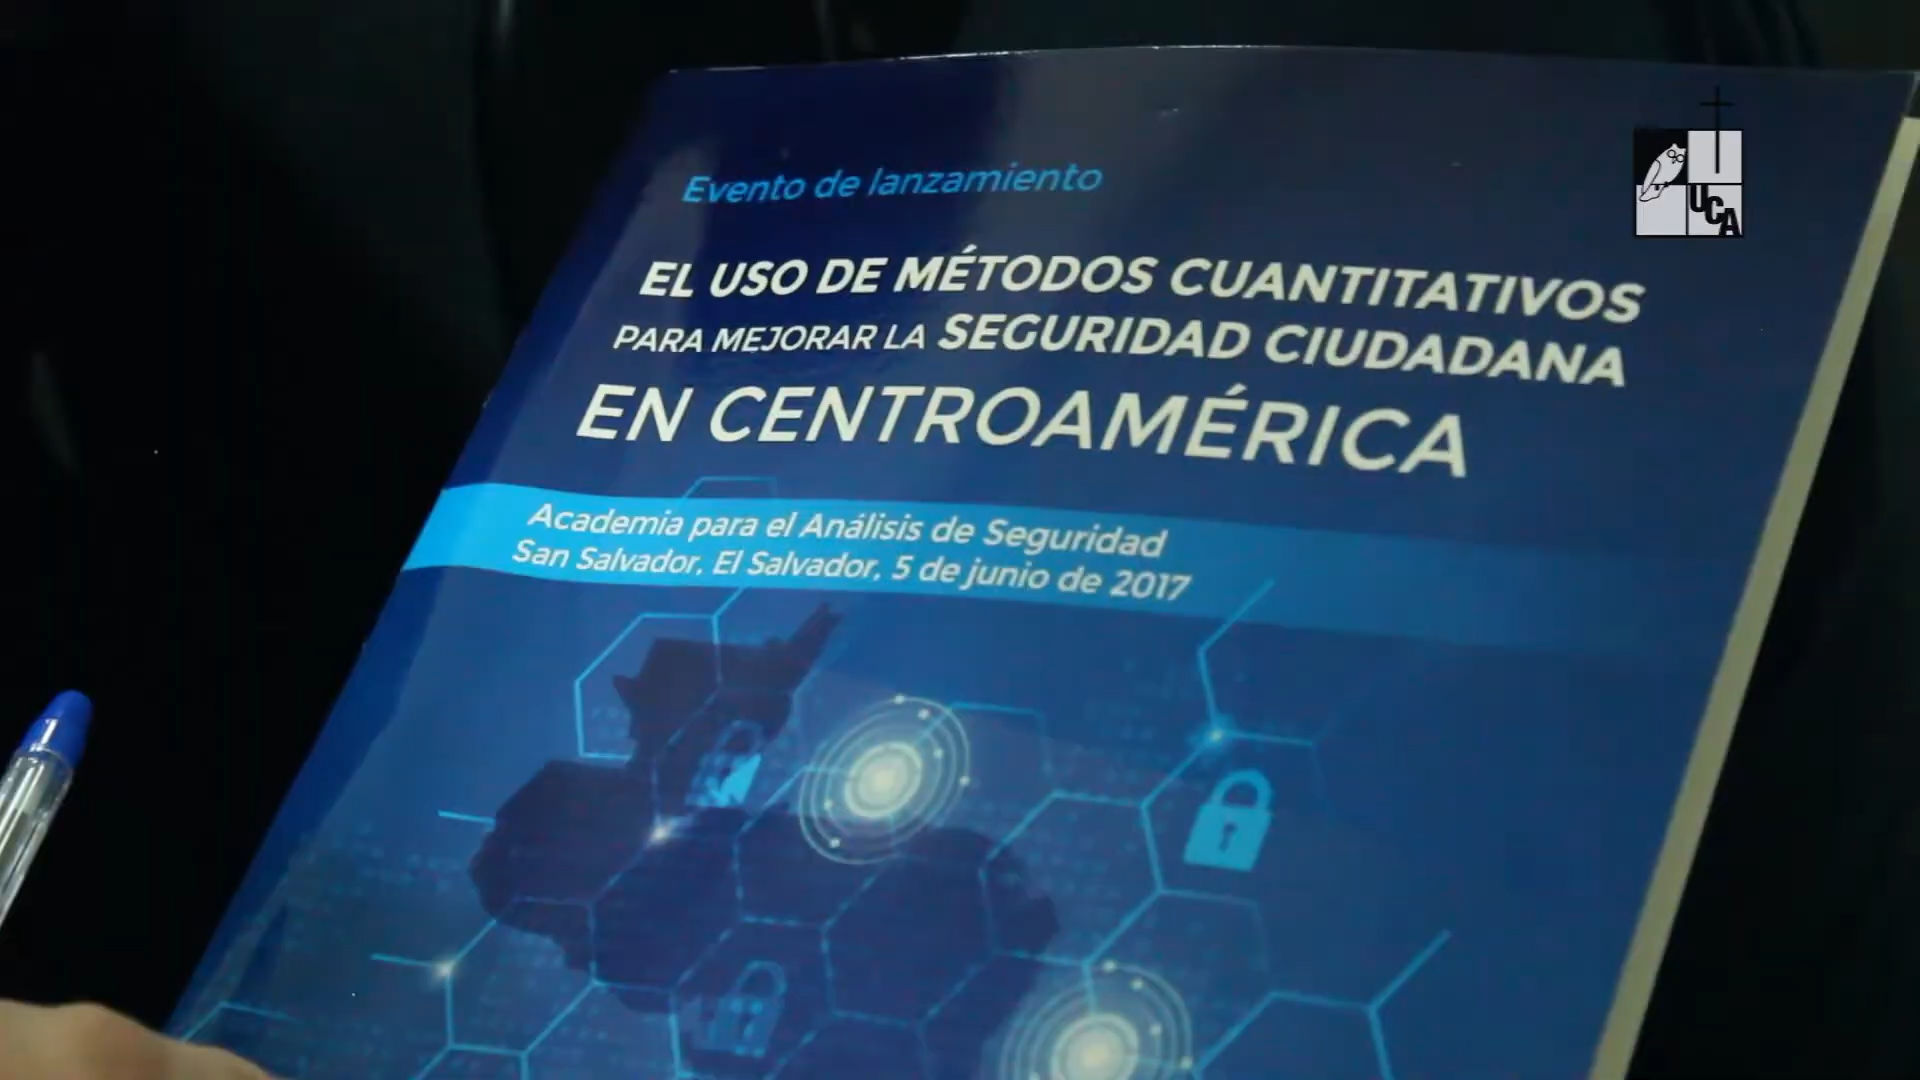 Evento de lanzamiento
EL USO DE MÉTODOS CUANTITATIVOS
PARA MEJORAR LA SEGURIDAD CIUDADANA
EN CENTROAMÉRICA
Academia para el Análisis de Seguridad
San Salvador, El Salvador, 5 de junio de 2017
UCA